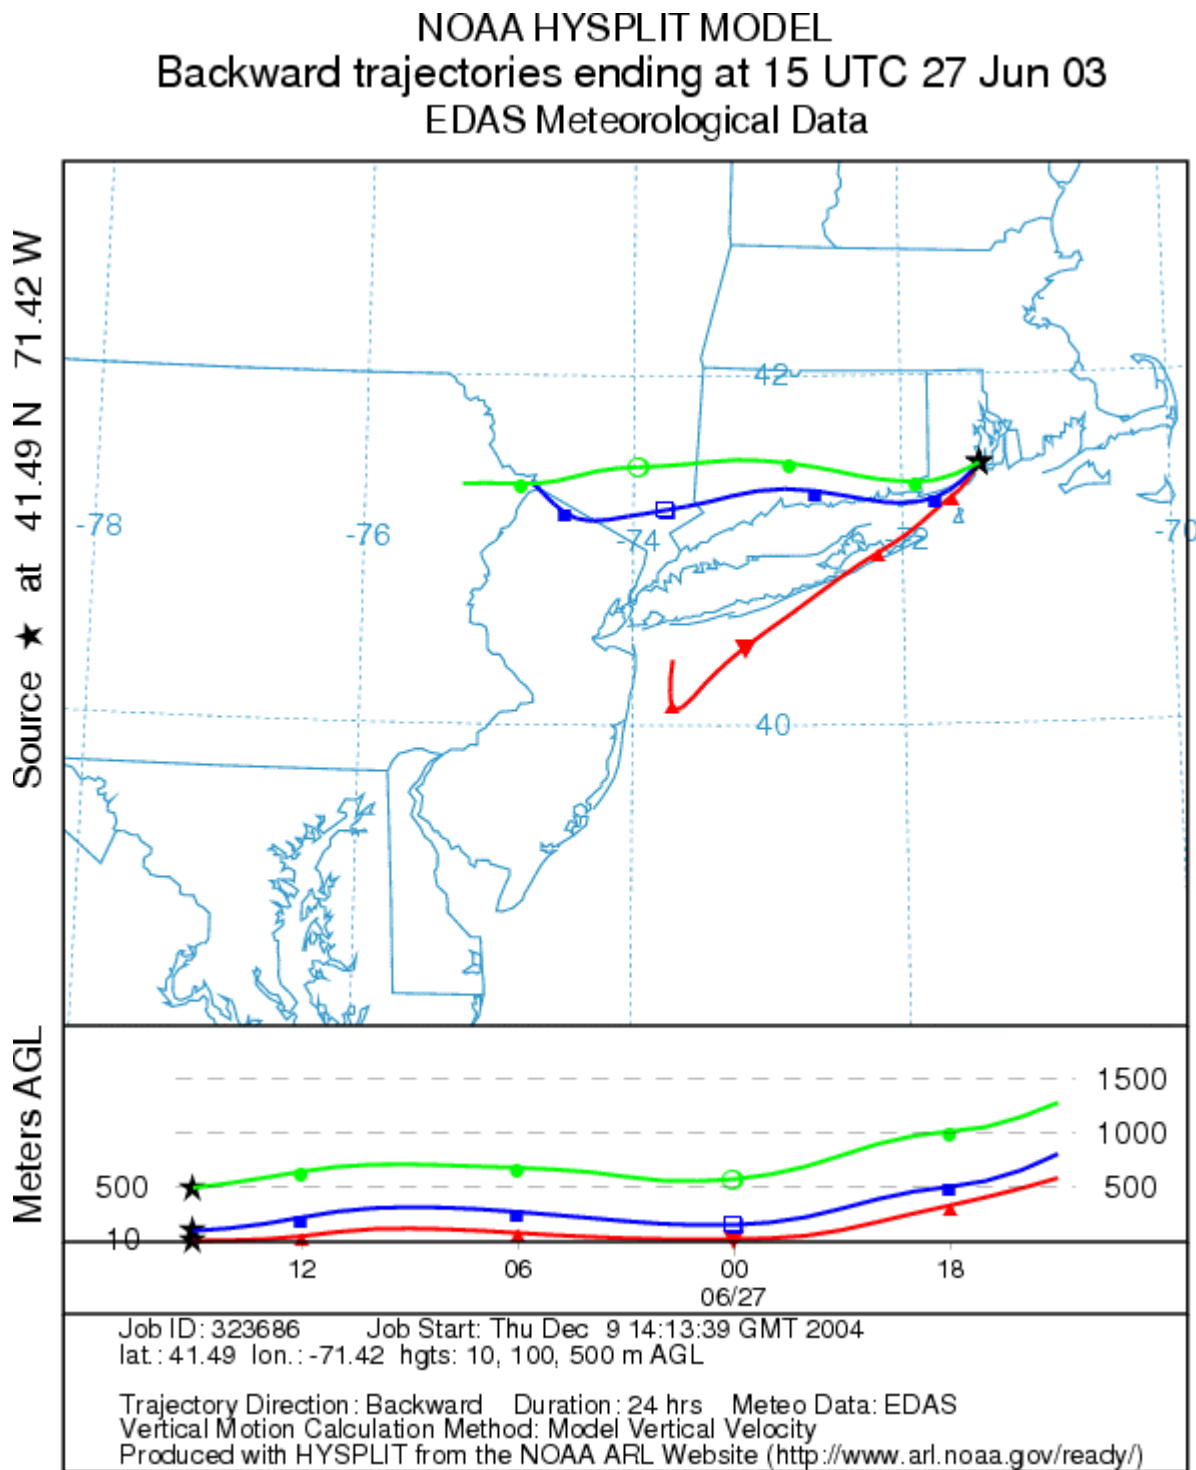 NOAA HYSPLIT MODEL
Backward trajectories ending at 15 UTC 27 Jun 03
EDAS Meteorological Data
Source ★ at 41.49 N 71.42 W
42
-78
-76
-74
-72
-70
40
Meters AGL
1500
1000
500
500
10
12
06
00
18
06/27
Job ID: 323686 Job Start: Thu Dec 9 14:13:39 GMT 2004
lat.: 41.49 lon.: -71.42 hgts: 10, 100, 500 m AGL
Trajectory Direction: Backward Duration: 24 hrs Meteo Data: EDAS
Vertical Motion Calculation Method: Model Vertical Velocity
Produced with HYSPLIT from the NOAA ARL Website (http://www.arl.noaa.gov/ready/)